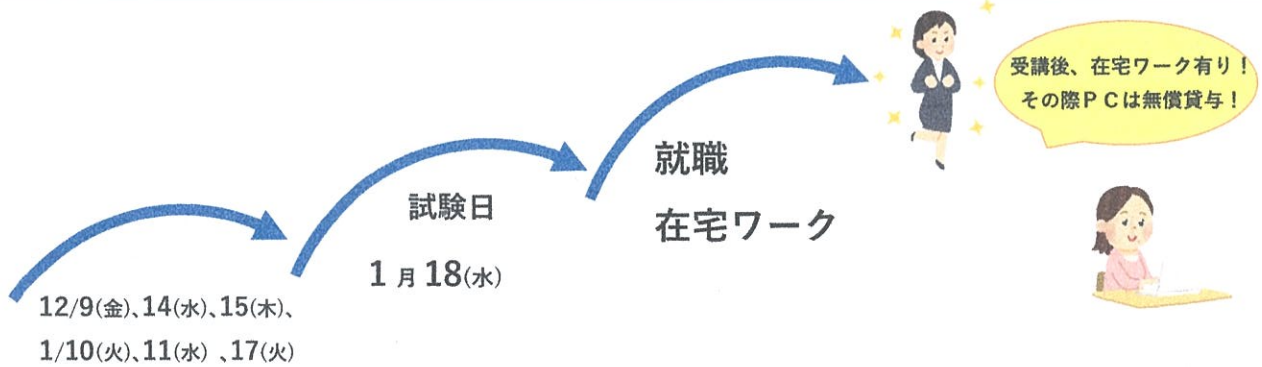 受講後、在宅ワーク有り！
その際ＰＣは無償貸与！
就職
在宅ワーク
試験日
1 月 18(水)
12/9(金)、14(水)、15(木)、
1/10(火)、11(水) 、17(火)